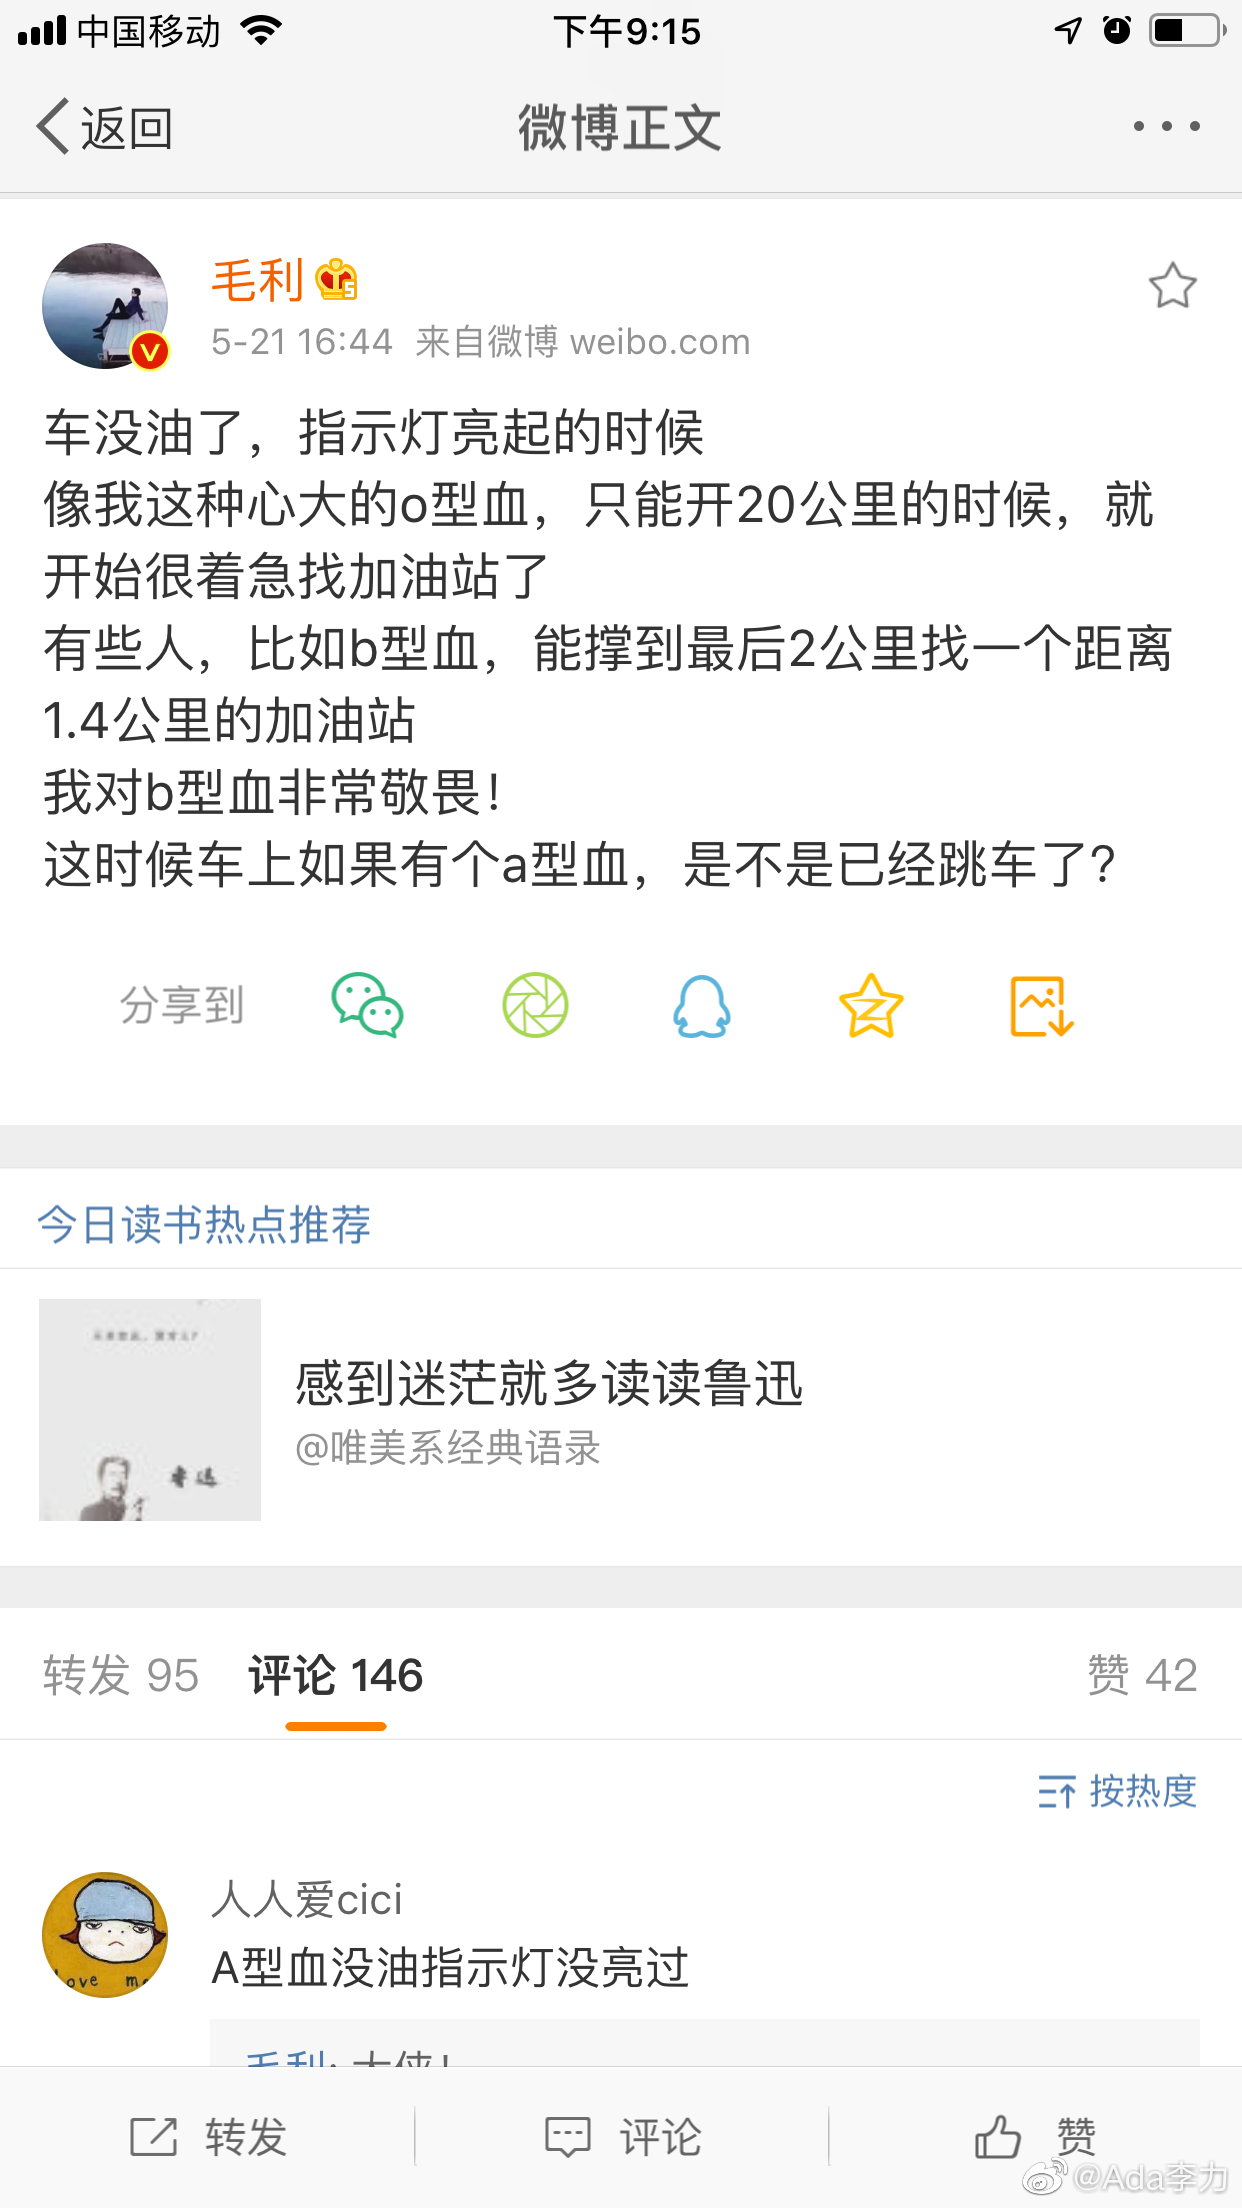 中国移动
下午9:15
返回
微博正文
毛利
5-21 16:44 来自微博 weibo.com
车没油了，指示灯亮起的时候
像我这种心大的o型血，只能开20公里的时候，就
开始很着急找加油站了
有些人，比如b型血，能撑到最后2公里找一个距离
1.4公里的加油站
我对b型血非常敬畏！
这时候车上如果有个a型血，是不是已经跳车了？
分享到
今日读书热点推荐
鲁迅
感到迷茫就多读读鲁迅
@唯美系经典语录
转发 95 评论 146 赞 42
按热度
人人爱cici
A型血没油指示灯没亮过
love me
毛利: 大侠！
转发 评论 赞
@Ada李力